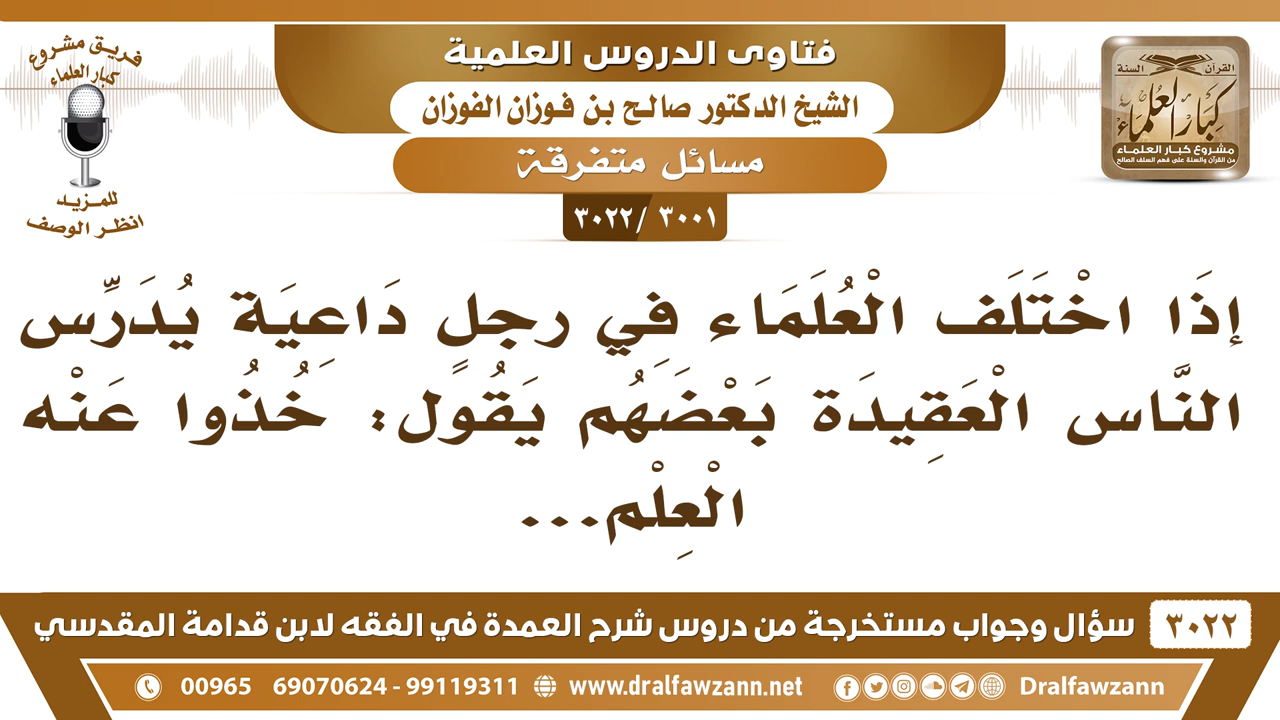 فتاوى الدروس العلمية
الشيخ الدكتور صالح بن فوزان الفوزان
مسائل متفرقة
٣٠٠١ / ٣٠٢٢
فريق مشروع
كبار العلماء
للمزيد
انظر الوصف
القرآن السنة
كبار العلماء
مشروع كبار العلماء
من القرآن والسنة على فهم السلف الصالح
إِذَا اخْتَلَف الْعُلَمَاء فِي رجلٍ دَاعِيَة يُدَرِّس
النَّاس الْعَقِيدَة بَعْضَهُم يَقُول: خُذُوا عَنْه
الْعِلْم...
٣٠٢٢ سؤال وجواب مستخرجة من دروس شرح العمدة في الفقه لابن قدامة المقدسي
00965 69070624 - 99119311 www.dralfawzann.net Dralfawzann